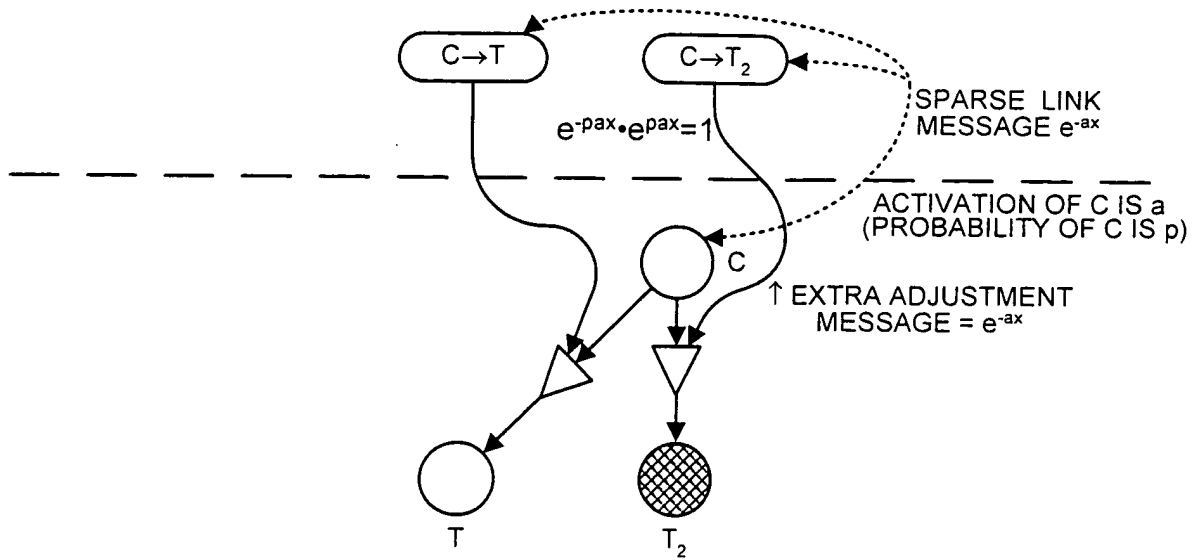 C→T
C→T₂
e⁻ᵖᵃˣ•eᵖᵃˣ=1
SPARSE LINK
MESSAGE e⁻ᵃˣ
ACTIVATION OF C IS a
(PROBABILITY OF C IS p)
C
↑ EXTRA ADJUSTMENT
MESSAGE = e⁻ᵃˣ
T
T₂